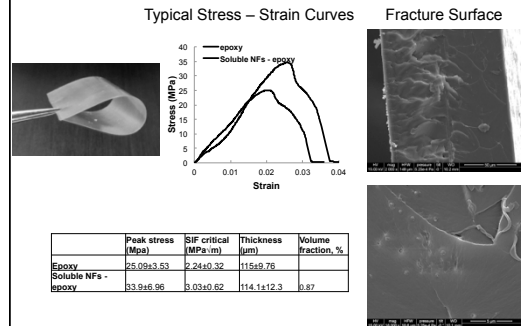 Typical Stress – Strain Curves
Fracture Surface
epoxy
Soluble NFs - epoxy
Stress (MPa)
40
35
30
25
20
15
10
5
0
0 0.01 0.02 0.03 0.04
Strain
Peak stress (Mpa) SIF critical (MPa√m) Thickness (µm) Volume fraction, %
Epoxy 25.09±3.53 2.24±0.32 115±9.76
Soluble NFs - epoxy 33.9±6.96 3.03±0.62 114.1±12.3 0.87